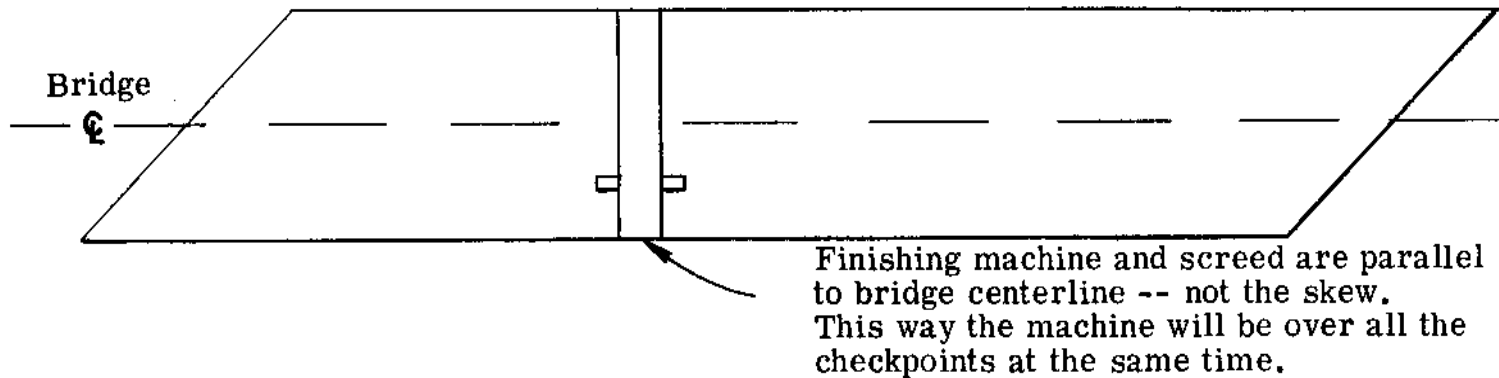 Bridge
℄
Finishing machine and screed are parallel
to bridge centerline -- not the skew.
This way the machine will be over all the
checkpoints at the same time.